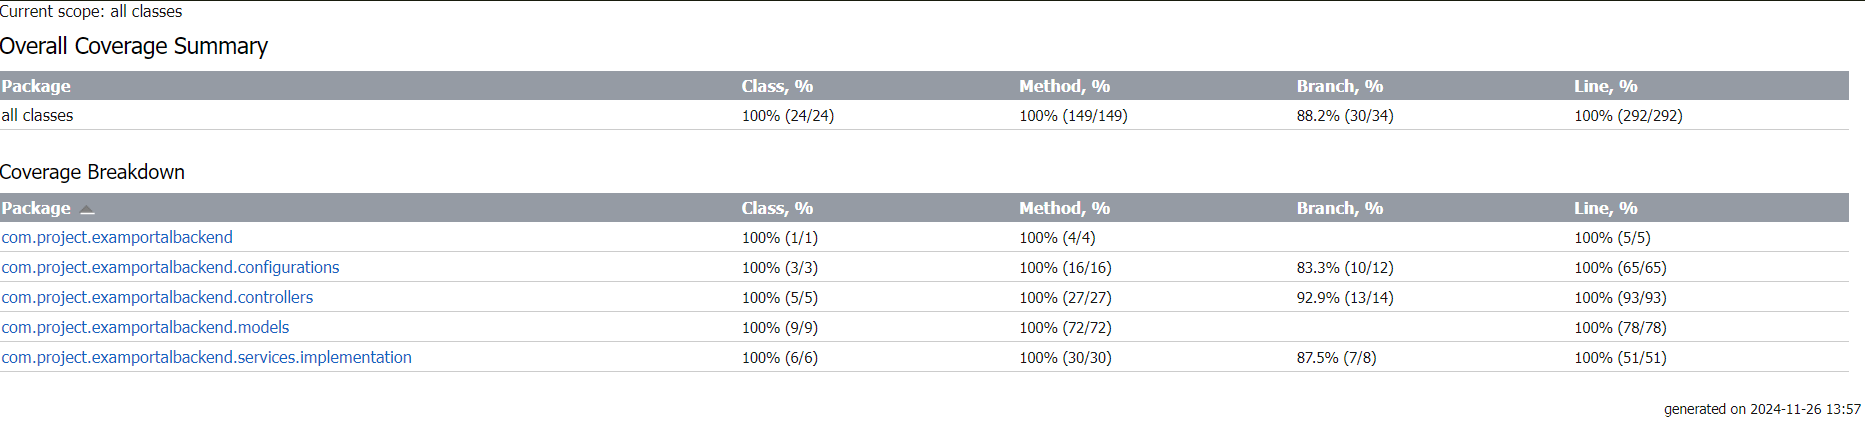 Current scope: all classes
Overall Coverage Summary
Package Class, % Method, % Branch, % Line, %
all classes 100% (24/24) 100% (149/149) 88.2% (30/34) 100% (292/292)
Coverage Breakdown
Package Class, % Method, % Branch, % Line, %
com.project.examportalbackend 100% (1/1) 100% (4/4) 100% (5/5)
com.project.examportalbackend.configurations 100% (3/3) 100% (16/16) 83.3% (10/12) 100% (65/65)
com.project.examportalbackend.controllers 100% (5/5) 100% (27/27) 92.9% (13/14) 100% (93/93)
com.project.examportalbackend.models 100% (9/9) 100% (72/72) 100% (78/78)
com.project.examportalbackend.services.implementation 100% (6/6) 100% (30/30) 87.5% (7/8) 100% (51/51)
generated on 2024-11-26 13:57